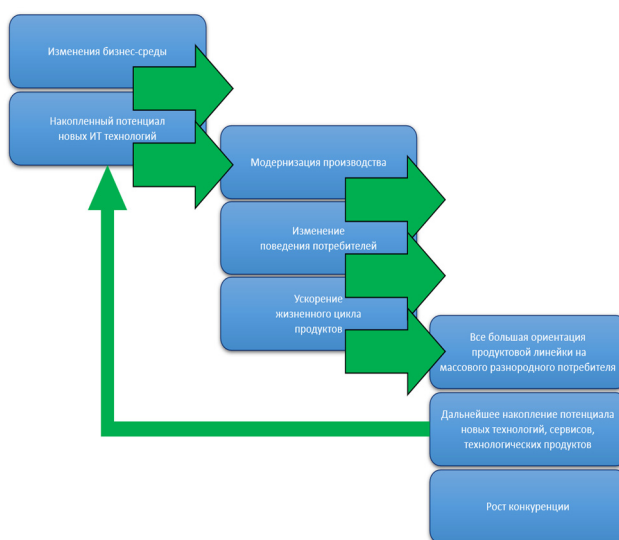 Изменения бизнес-среды
Накопленный потенциал
новых ИТ технологий
Модернизация производства
Изменение
поведения потребителей
Ускорение
жизненного цикла
продуктов
Все большая ориентация
продуктовой линейки на
массового разнородного потребителя
Дальнейшее накопление потенциала
новых технологий, сервисов,
технологических продуктов
Рост конкуренции